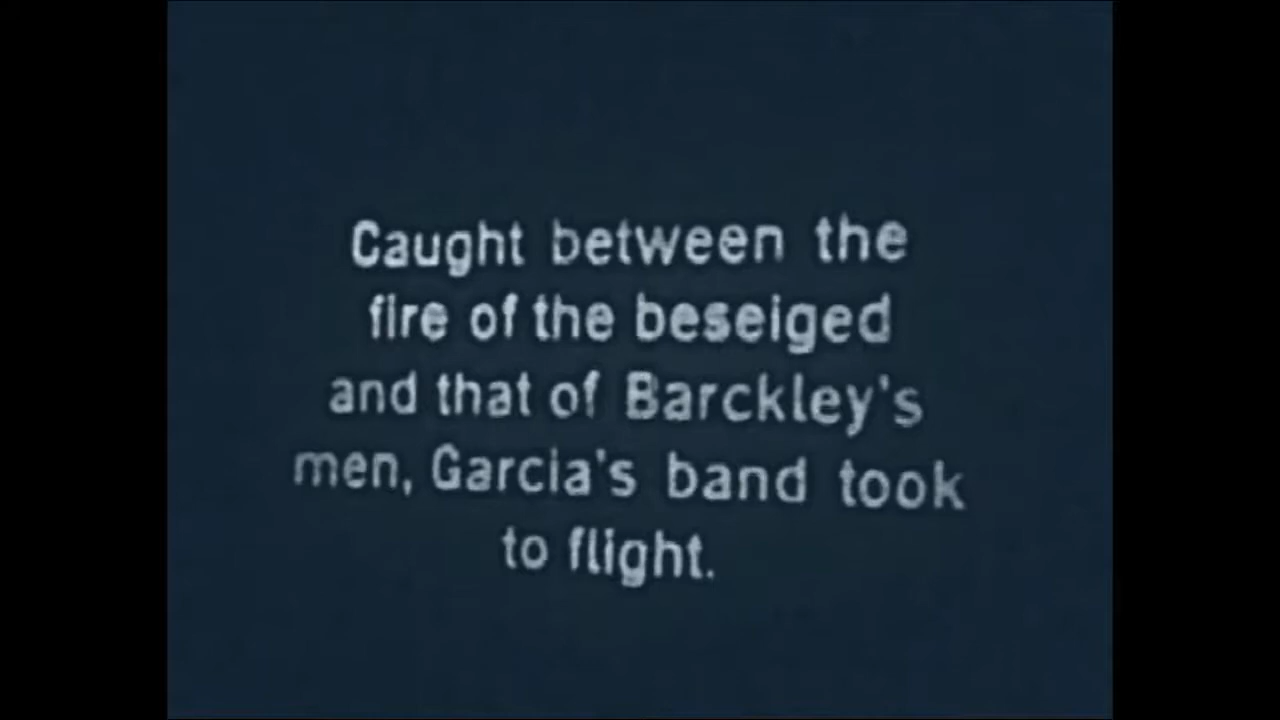 Caught between the
fire of the beseiged
and that of Barckley's
men, Garcia's band took
to flight.